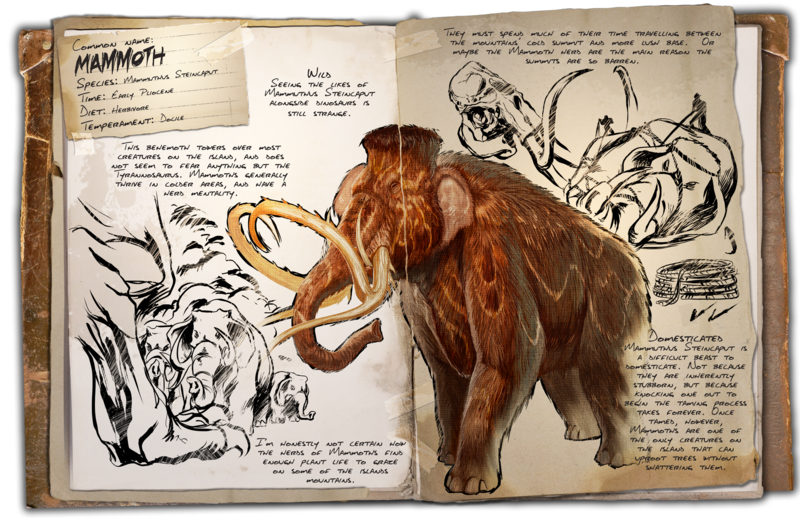 Common name:
MAMMOTH
Species: Mammuthus Steincaput
Time: Early Pliocene
Diet: Herbivore
Temperament: Docile
Wild
Seeing the likes of
Mammuthus Steincaput
alongside dinosaurs is
still strange.
This behemoth towers over most
creatures on the island, and does
not seem to fear anything but the
Tyrannosaurus. Mammoths generally
thrive in colder areas, and have a
herd mentality.
I'm honestly not certain how
the herds of Mammoths find
enough plant life to graze
on some of the islands
mountains.
They must spend much of their time travelling between
the mountains' cold summit and more lush base. Or
maybe the Mammoth herd are the main reason the
summits are so barren.
Domesticated
Mammuthus Steincaput is
a difficult beast to
domesticate. Not because
they are inherently
stubborn, but because
knocking one out to
begin the taming process
takes forever. Once
tamed, however,
Mammoths are one of
the only creatures on
the island that can
uproot trees without
shattering them.